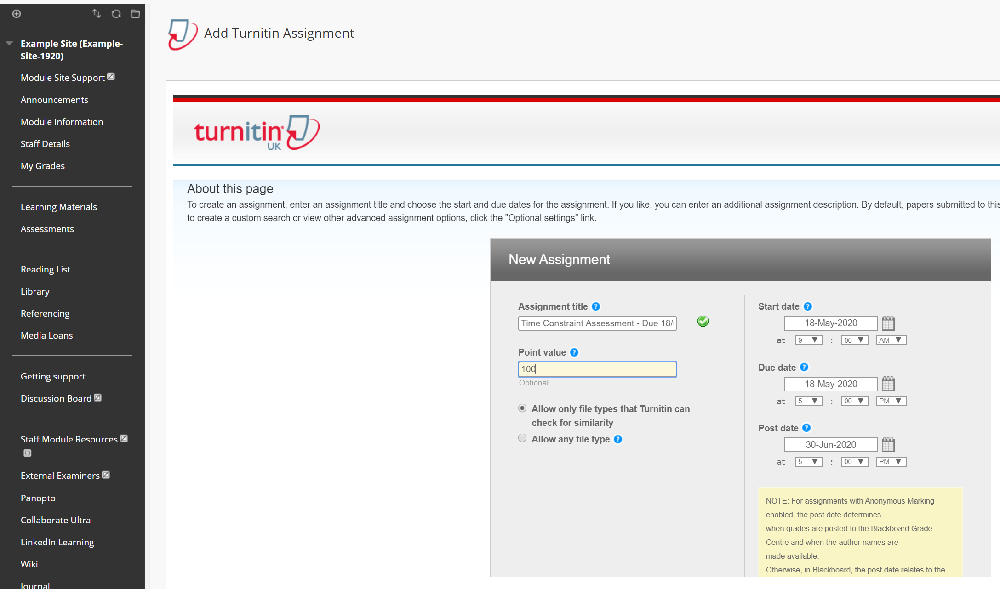 Example Site (Example-
Site-1920)
Module Site Support
Announcements
Module Information
Staff Details
My Grades
Learning Materials
Assessments
Reading List
Library
Referencing
Media Loans
Getting support
Discussion Board
Staff Module Resources
External Examiners
Panopto
Collaborate Ultra
LinkedIn Learning
Wiki
Journal
Add Turnitin Assignment
turnitin
UK
About this page
To create an assignment, enter an assignment title and choose the start and due dates for the assignment. If you like, you can enter an additional assignment description. By default, papers submitted to this
to create a custom search or view other advanced assignment options, click the "Optional settings" link.
New Assignment
Assignment title ?
Time Constraint Assessment - Due 18/
Point value ?
100
Optional
Allow only file types that Turnitin can
check for similarity
Allow any file type ?
Start date ?
18-May-2020
at 9 : 00 AM
Due date ?
18-May-2020
at 5 : 00 PM
Post date ?
30-Jun-2020
at 5 : 00 PM
NOTE: For assignments with Anonymous Marking
enabled, the post date determines
when grades are posted to the Blackboard Grade
Centre and when the author names are
made available.
Otherwise, in Blackboard, the post date relates to the